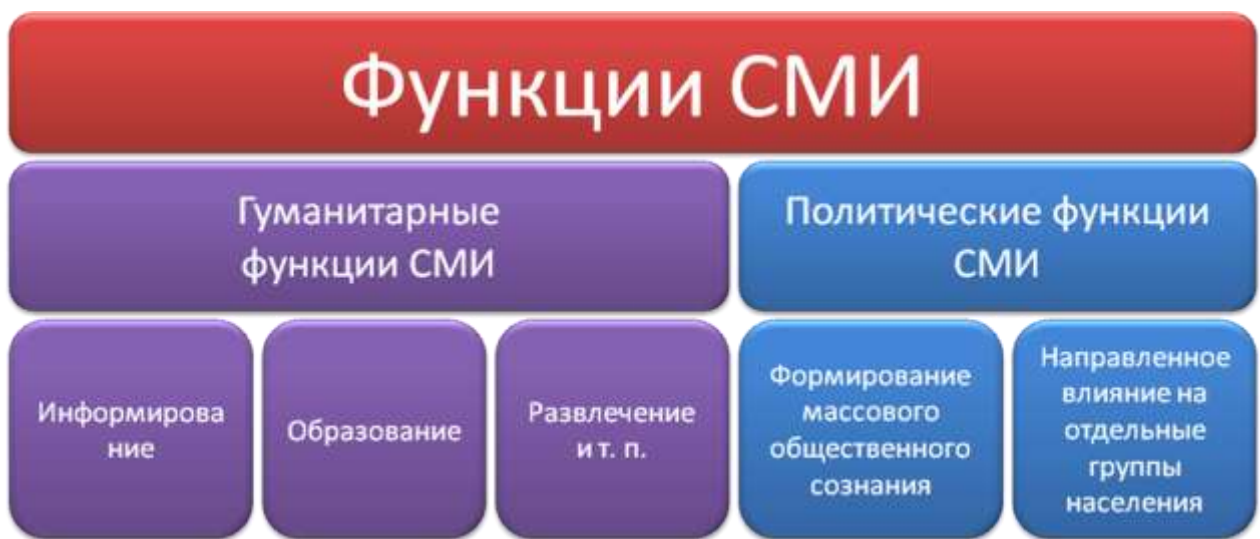 Функции СМИ
Гуманитарные
функции СМИ
Политические функции
СМИ
Информирова
ние
Образование
Развлечение
и т. п.
Формирование
массового
общественного
сознания
Направленное
влияние на
отдельные
группы
населения